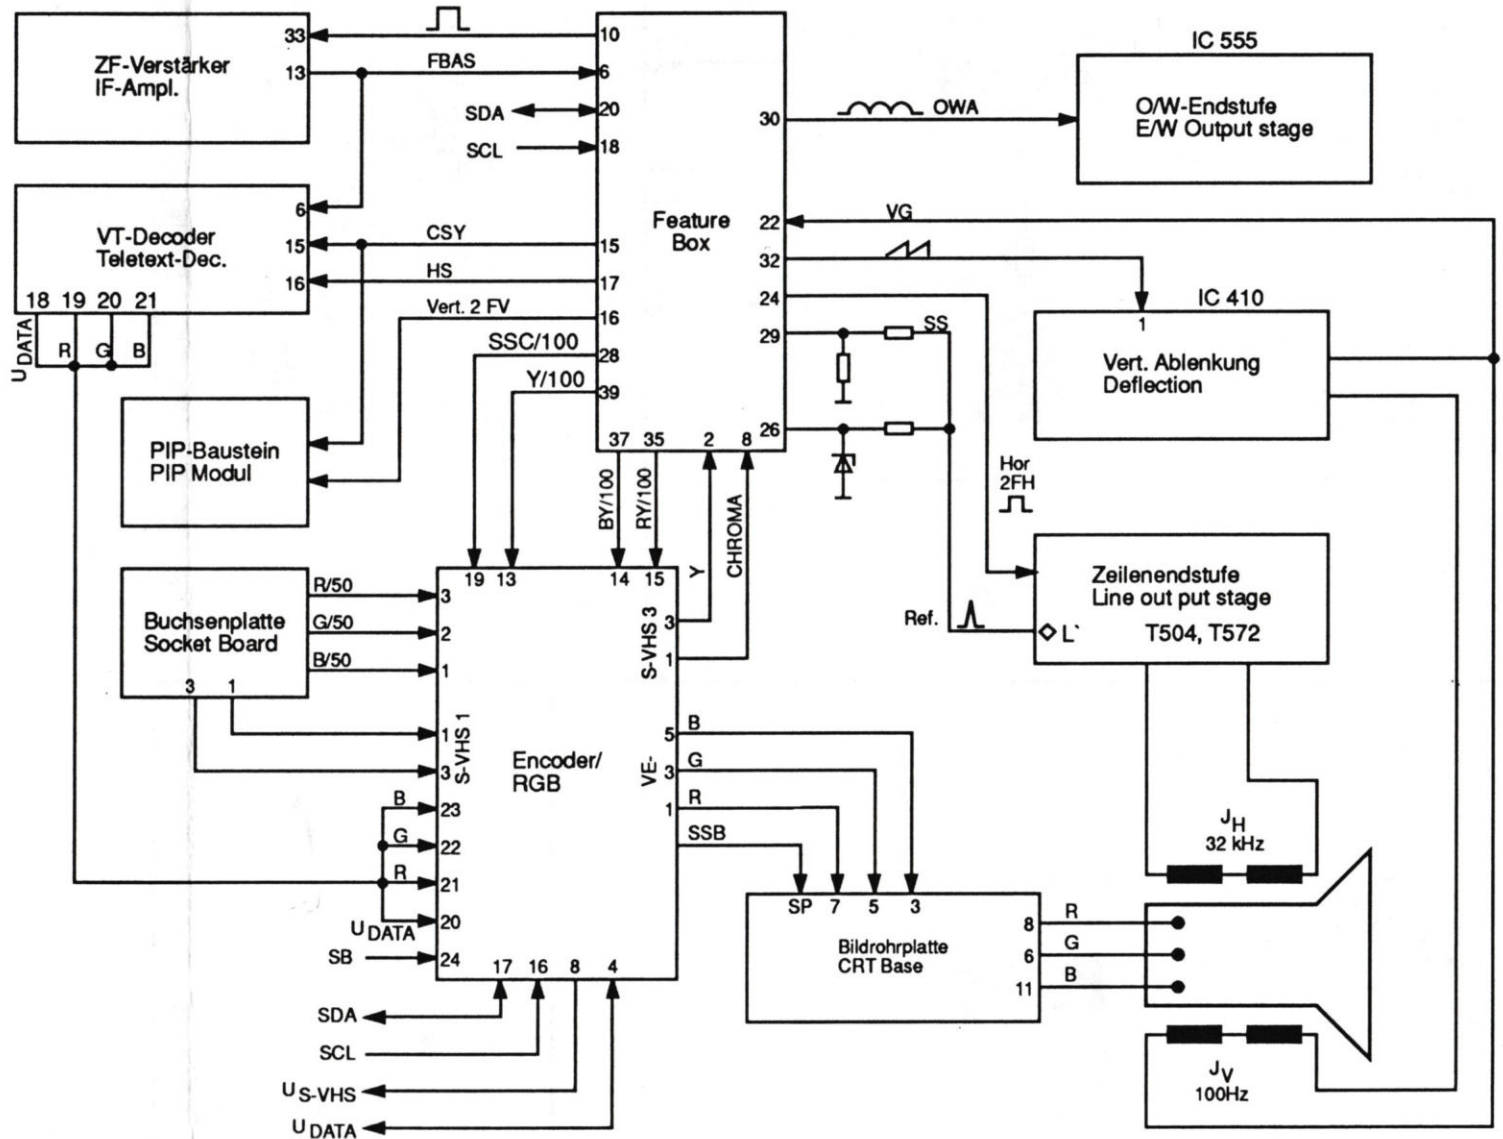 33
ZF-Verstärker
IF-Ampl.
13
FBAS
SDA
SCL
10
6
20
18
30
OWA
IC 555
O/W-Endstufe
E/W Output stage
Feature
Box
VT-Decoder
Teletext-Dec.
6
15
16
18 19 20 21
U DATA
R
G
B
CSY
HS
Vert. 2 FV
SSC/100
Y/100
15
17
16
28
39
22
32
24
29
26
VG
SS
37 35 2 8
IC 410
1
Vert. Ablenkung
Deflection
PIP-Baustein
PIP Modul
BY/100
RY/100
Y
CHROMA
Hor
2FH
Zeilenendstufe
Line out put stage
T504, T572
Ref.
L`
Buchsenplatte
Socket Board
3 1
R/50
G/50
B/50
19 13 14 15
3
2
1
1
3
S-VHS 1
S-VHS 3
3
1
Encoder/
RGB
VE-
5
3
1
B
G
R
SSB
B
G
R
U DATA
SB
23
22
21
20
24
17 16 8 4
SDA
SCL
U S-VHS
U DATA
SP 7 5 3
Bildrohrplatte
CRT Base
8
6
11
R
G
B
J H
32 kHz
J V
100Hz